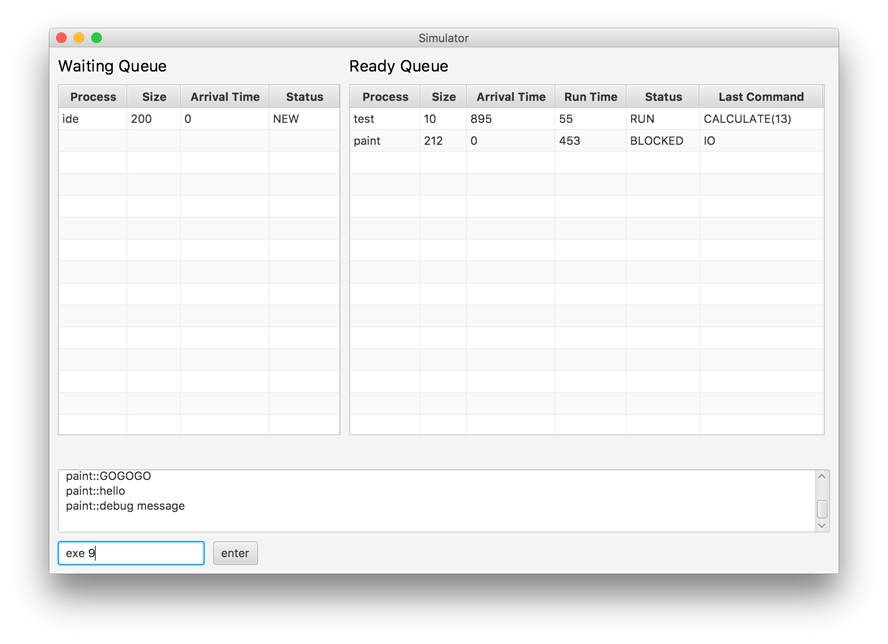 Simulator
Waiting Queue
Ready Queue
Process Size Arrival Time Status
Process Size Arrival Time Run Time Status Last Command
ide 200 0 NEW
test 10 895 55 RUN CALCULATE(13)
paint 212 0 453 BLOCKED IO
paint::GOGOGO
paint::hello
paint::debug message
exe 9
enter